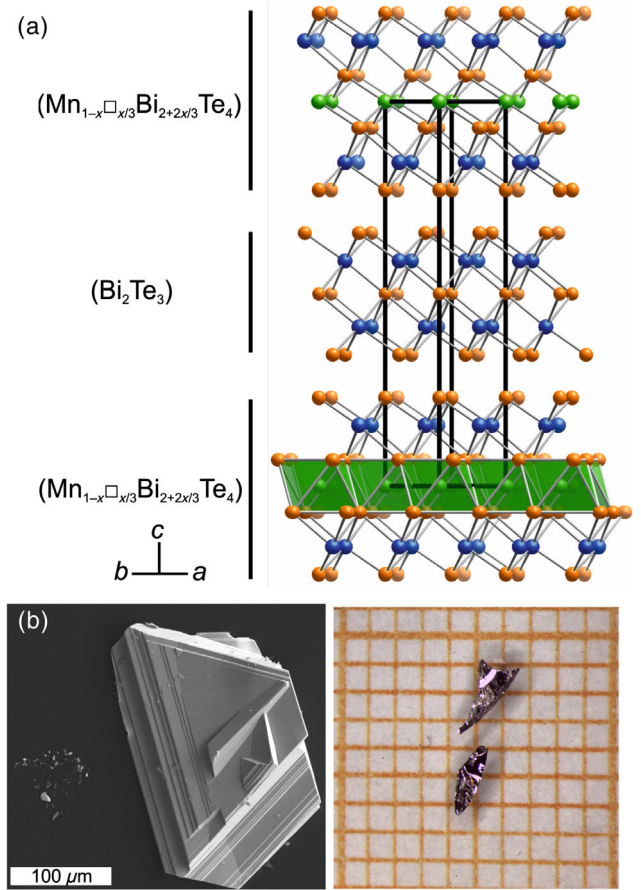 (a)
(Mn₁₋ₓ□ₓ/₃Bi₂₊₂ₓ/₃Te₄)
(Bi₂Te₃)
(Mn₁₋ₓ□ₓ/₃Bi₂₊₂ₓ/₃Te₄)
c
b a
(b)
100 μm